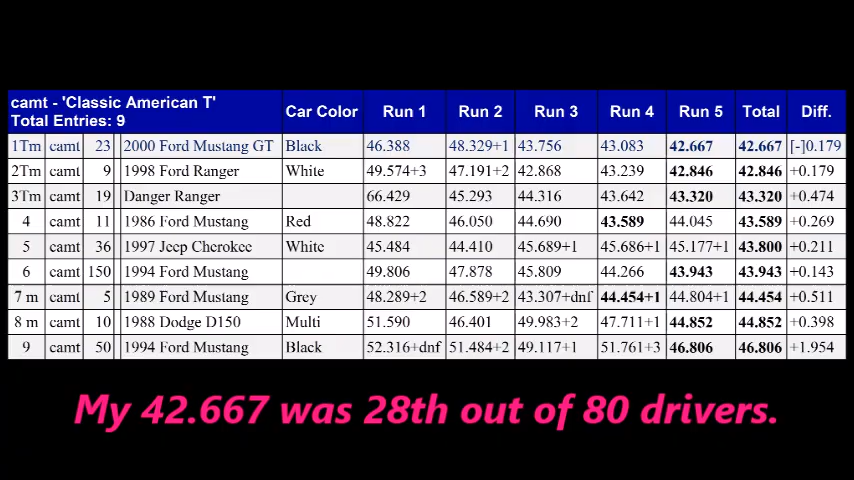 camt - 'Classic American T'
Total Entries: 9
Car Color Run 1 Run 2 Run 3 Run 4 Run 5 Total Diff.
1Tm camt 23 2000 Ford Mustang GT Black 46.388 48.329+1 43.756 43.083 42.667 42.667 [-]0.179
2Tm camt 9 1998 Ford Ranger White 49.574+3 47.191+2 42.868 43.239 42.846 42.846 +0.179
3Tm camt 19 Danger Ranger 66.429 45.293 44.316 43.642 43.320 43.320 +0.474
4 camt 11 1986 Ford Mustang Red 48.822 46.050 44.690 43.589 44.045 43.589 +0.269
5 camt 36 1997 Jeep Cherokee White 45.484 44.410 45.689+1 45.686+1 45.177+1 43.800 +0.211
6 camt 150 1994 Ford Mustang 49.806 47.878 45.809 44.266 43.943 43.943 +0.143
7 m camt 5 1989 Ford Mustang Grey 48.289+2 46.589+2 43.307+dnf 44.454+1 44.804+1 44.454 +0.511
8 m camt 10 1988 Dodge D150 Multi 51.590 46.401 49.983+2 47.711+1 44.852 44.852 +0.398
9 camt 50 1994 Ford Mustang Black 52.316+dnf 51.484+2 49.117+1 51.761+3 46.806 46.806 +1.954
My 42.667 was 28th out of 80 drivers.